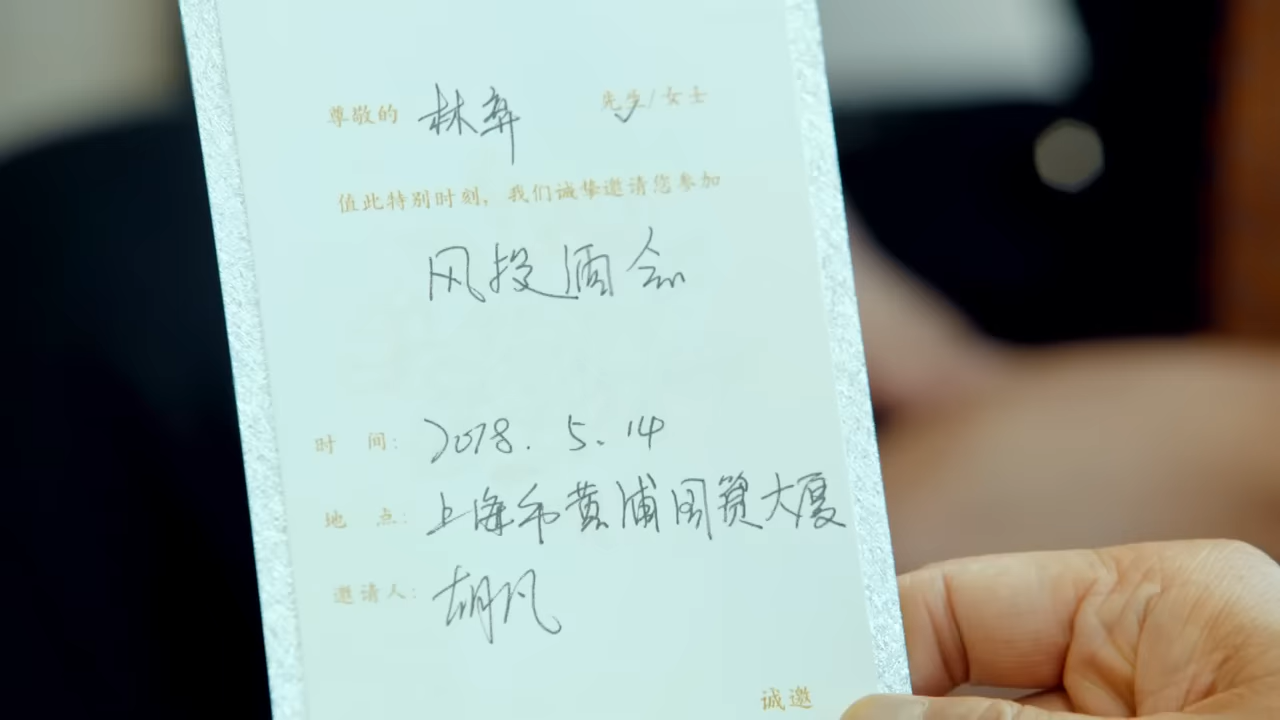 尊敬的 林弈 先生/女士
值此特别时刻，我们诚挚邀请您参加
风投酒会
时 间：2018.5.14
地 点：上海市黄浦国贸大厦
邀请人：胡凡
诚邀